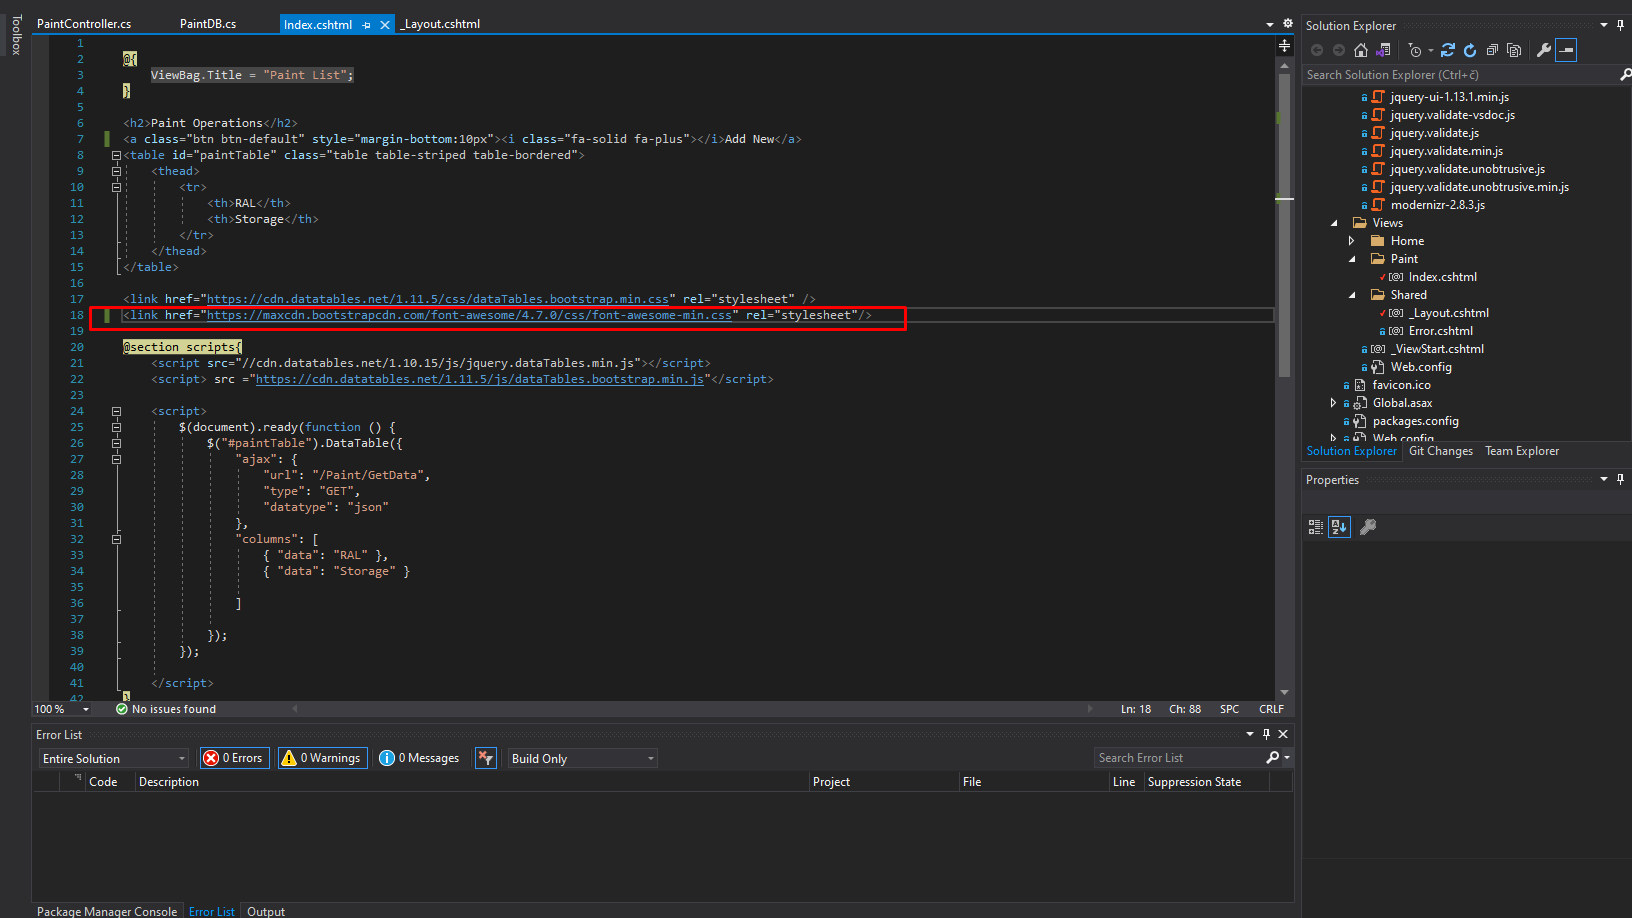 Toolbox
PaintController.cs
PaintDB.cs
Index.cshtml
_Layout.cshtml
1
2 @{
3 ViewBag.Title = "Paint List";
4 }
5
6 <h2>Paint Operations</h2>
7 <a class="btn btn-default" style="margin-bottom:10px"><i class="fa-solid fa-plus"></i>Add New</a>
8 <table id="paintTable" class="table table-striped table-bordered">
9 <thead>
10 <tr>
11 <th>RAL</th>
12 <th>Storage</th>
13 </tr>
14 </thead>
15 </table>
16
17 <link href="https://cdn.datatables.net/1.11.5/css/dataTables.bootstrap.min.css" rel="stylesheet" />
18 <link href="https://maxcdn.bootstrapcdn.com/font-awesome/4.7.0/css/font-awesome-min.css" rel="stylesheet"/>
19
20 @section scripts{
21 <script src="//cdn.datatables.net/1.10.15/js/jquery.dataTables.min.js"></script>
22 <script> src ="https://cdn.datatables.net/1.11.5/js/dataTables.bootstrap.min.js"</script>
23
24 <script>
25 $(document).ready(function () {
26 $("#paintTable").DataTable({
27 "ajax": {
28 "url": "/Paint/GetData",
29 "type": "GET",
30 "datatype": "json"
31 },
32 "columns": [
33 { "data": "RAL" },
34 { "data": "Storage" }
35
36 ]
37
38 });
39 });
40
41 </script>
42 }
100 %
No issues found
Ln: 18
Ch: 88
SPC
CRLF
Error List
Entire Solution
0 Errors
0 Warnings
0 Messages
Build Only
Search Error List
Code
Description
Project
File
Line
Suppression State
Package Manager Console
Error List
Output
Solution Explorer
Search Solution Explorer (Ctrl+č)
jquery-ui-1.13.1.min.js
jquery.validate-vsdoc.js
jquery.validate.js
jquery.validate.min.js
jquery.validate.unobtrusive.js
jquery.validate.unobtrusive.min.js
modernizr-2.8.3.js
Views
Home
Paint
Index.cshtml
Shared
_Layout.cshtml
Error.cshtml
_ViewStart.cshtml
Web.config
favicon.ico
Global.asax
packages.config
Web.config
Solution Explorer
Git Changes
Team Explorer
Properties